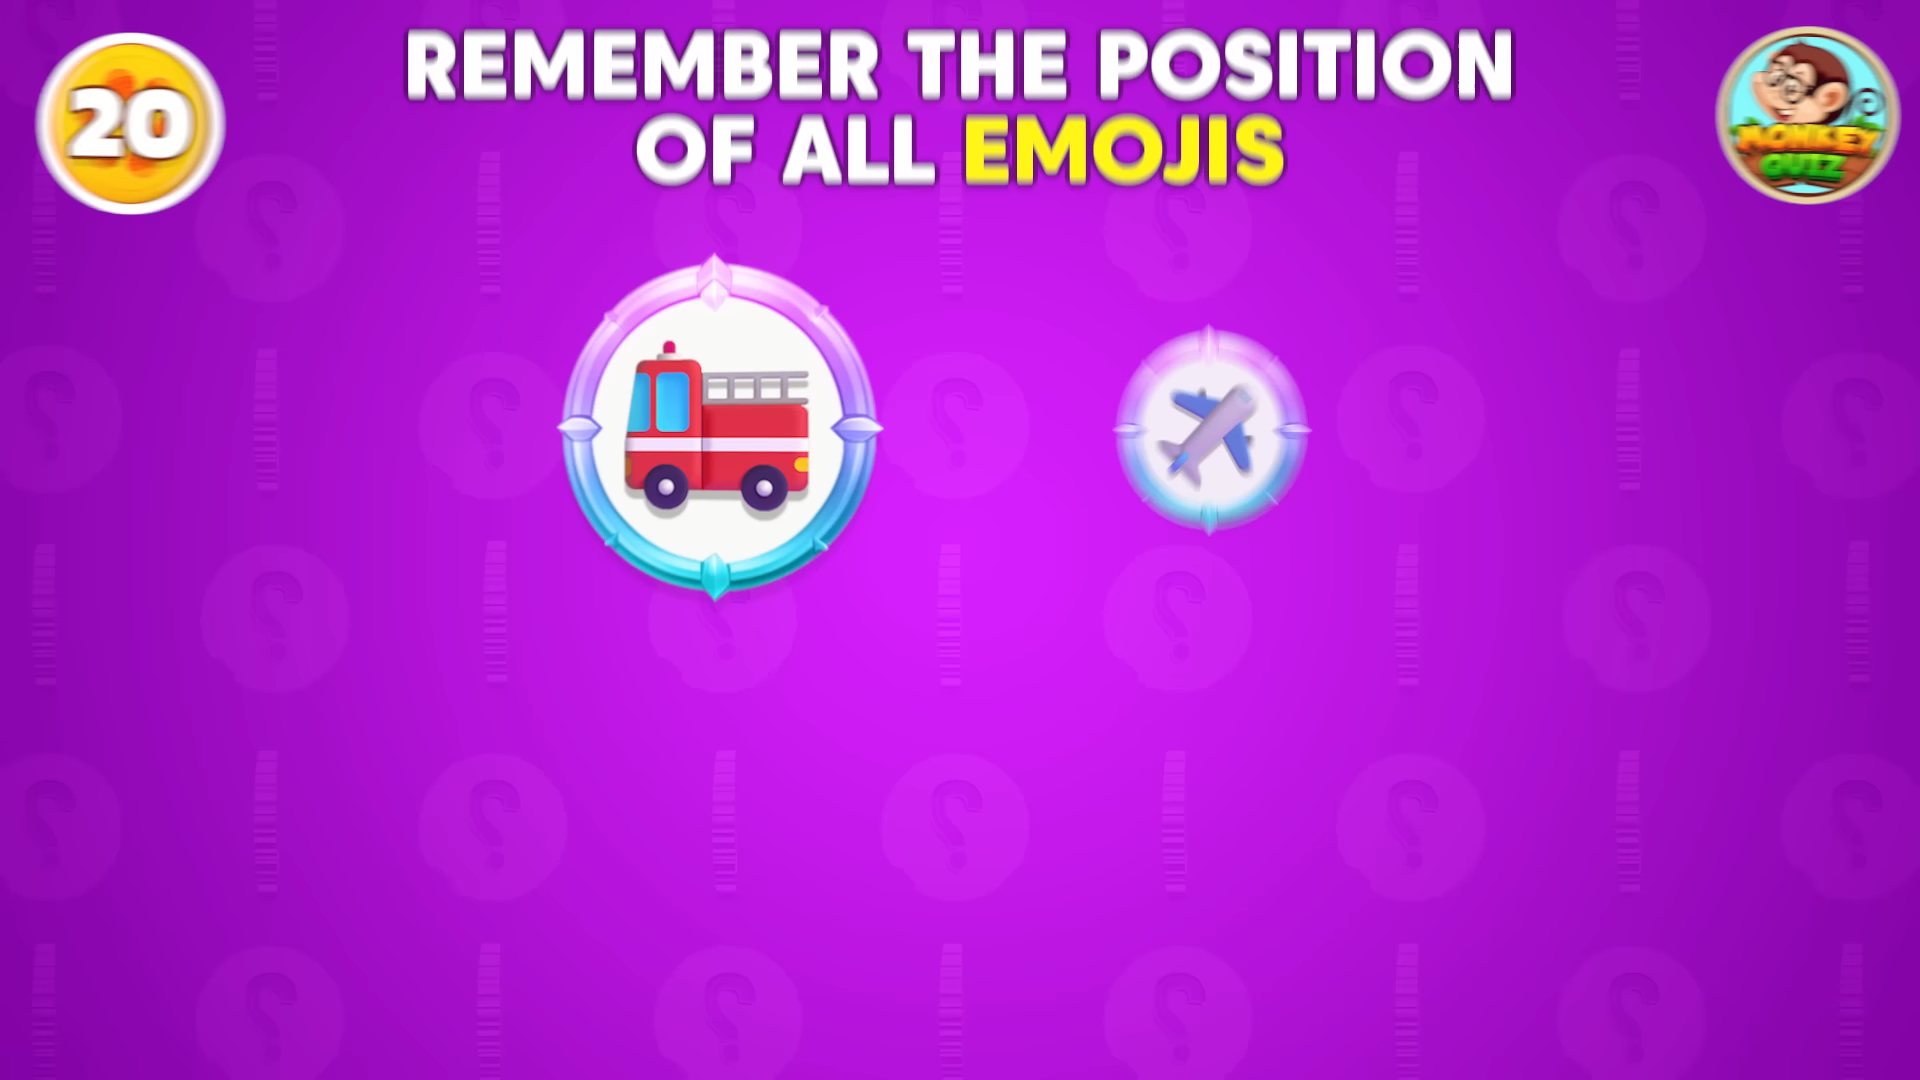 20
REMEMBER THE POSITION
OF ALL EMOJIS
MONKEY
QUIZ